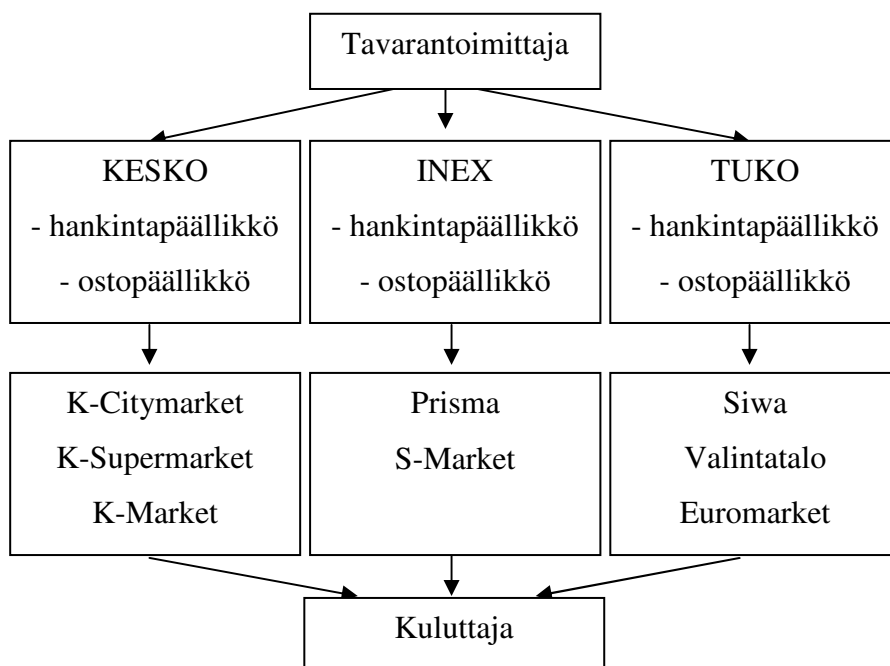 Tavarantoimittaja
KESKO
- hankintapäällikkö
- ostopäällikkö
INEX
- hankintapäällikkö
- ostopäällikkö
TUKO
- hankintapäällikkö
- ostopäällikkö
K-Citymarket
K-Supermarket
K-Market
Prisma
S-Market
Siwa
Valintatalo
Euromarket
Kuluttaja